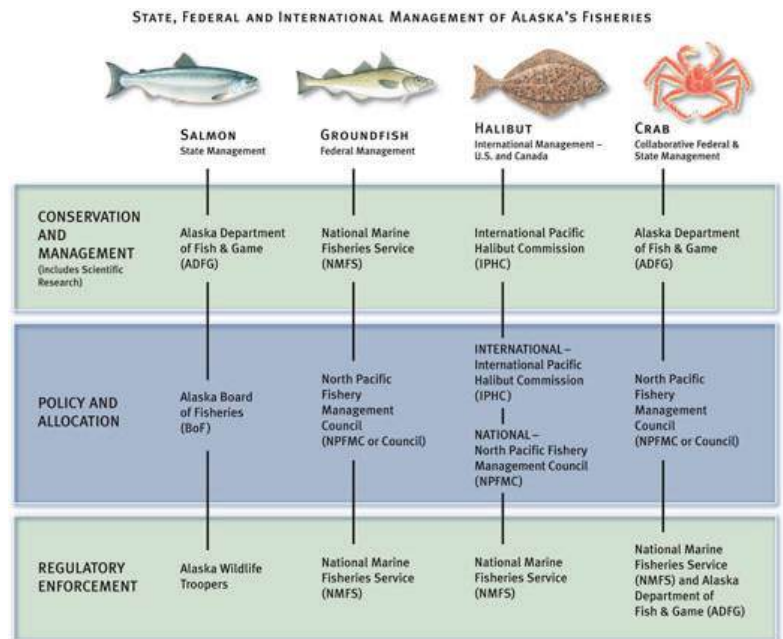 STATE, FEDERAL AND INTERNATIONAL MANAGEMENT OF ALASKA'S FISHERIES
SALMON
State Management
GROUNDFISH
Federal Management
HALIBUT
International Management –
U.S. and Canada
CRAB
Collaborative Federal &
State Management
CONSERVATION
AND
MANAGEMENT
(includes Scientific
Research)
Alaska Department
of Fish & Game
(ADFG)
National Marine
Fisheries Service
(NMFS)
International Pacific
Halibut Commission
(IPHC)
Alaska Department
of Fish & Game
(ADFG)
POLICY AND
ALLOCATION
Alaska Board
of Fisheries
(BoF)
North Pacific
Fishery
Management
Council
(NPFMC or Council)
INTERNATIONAL–
International Pacific
Halibut Commission
(IPHC)
NATIONAL–
North Pacific Fishery
Management Council
(NPFMC)
North Pacific
Fishery
Management
Council
(NPFMC or Council)
REGULATORY
ENFORCEMENT
Alaska Wildlife
Troopers
National Marine
Fisheries Service
(NMFS)
National Marine
Fisheries Service
(NMFS)
National Marine
Fisheries Service
(NMFS) and Alaska
Department of
Fish & Game (ADFG)